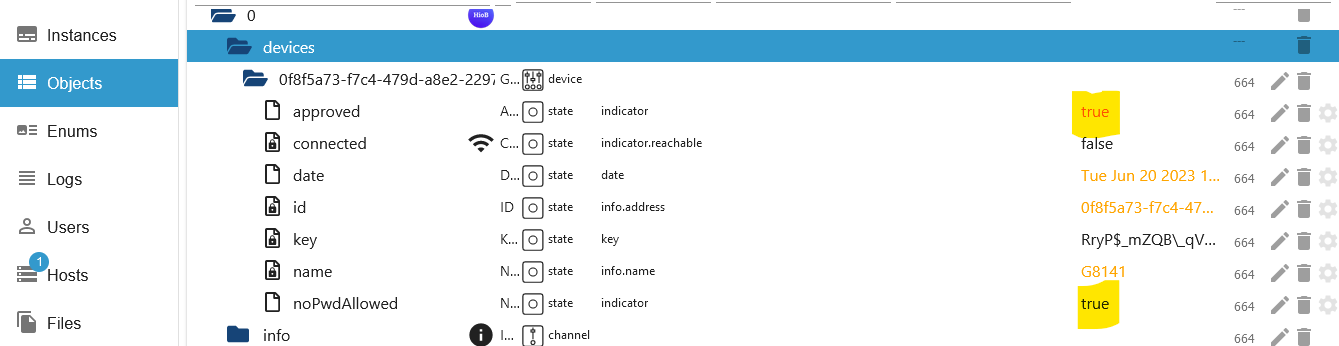 0 HioB ---
Instances
devices ---
Objects
0f8f5a73-f7c4-479d-a8e2-2297 G... device 664
approved A... state indicator true 664
Enums
connected C... state indicator.reachable false 664
Logs
date D... state date Tue Jun 20 2023 1... 664
id ID state info.address 0f8f5a73-f7c4-47... 664
Users
key K... state key RryP$_mZQB\_qV... 664
1
Hosts
name N... state info.name G8141 664
noPwdAllowed N... state indicator true 664
Files
info I... channel 664